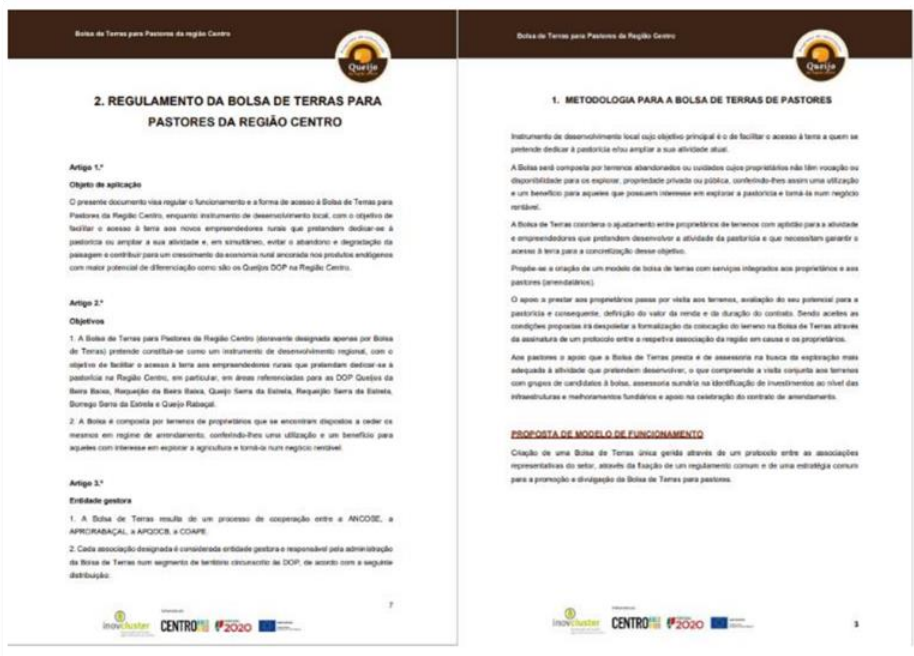 Bolsa de Terras para Pastores da região Centro
Queijo
2. REGULAMENTO DA BOLSA DE TERRAS PARA
PASTORES DA REGIÃO CENTRO
Artigo 1.º
Objeto de aplicação
O presente documento visa regular o funcionamento e a forma de acesso à Bolsa de Terras para
Pastores da Região Centro, enquanto instrumento de desenvolvimento local, com o objetivo de
facilitar o acesso à terra aos novos empreendedores rurais que pretendem dedicar-se à
pastorícia ou ampliar a sua atividade e, em simultâneo, evitar o abandono e degradação da
paisagem e contribuir para um crescimento da economia rural ancorada nos produtos endógenos
com maior potencial de diferenciação como são os Queijos DOP na Região Centro.
Artigo 2.º
Objetivos
1. A Bolsa de Terras para Pastores da Região Centro (doravante designada apenas por Bolsa
de Terras) pretende constituir-se como um instrumento de desenvolvimento regional, com o
objetivo de facilitar o acesso à terra aos empreendedores rurais que pretendam dedicar-se à
pastorícia na Região Centro, em particular, em áreas referenciadas para as DOP Queijos da
Beira Baixa, Requeijão da Beira Baixa, Queijo Serra da Estrela, Requeijão Serra da Estrela,
Borrego Serra da Estrela e Queijo Rabaçal.
2. A Bolsa é composta por terrenos de proprietários que se encontram dispostos a ceder os
mesmos em regime de arrendamento, conferindo-lhes uma utilização e um benefício para
aqueles com interesse em explorar a agricultura e torná-la num negócio rentável.
Artigo 3.º
Entidade gestora
1. A Bolsa de Terras resulta de um processo de cooperação entre a ANCOSE, a
APRORABAÇAL, a APQDCB, a COAPE.
2. Cada associação designada é considerada entidade gestora e responsável pela administração
da Bolsa de Terras num segmento de território circunscrito às DOP, de acordo com a seguinte
distribuição:
7
inovcluster CENTRO 2020
Bolsa de Terras para Pastores da Região Centro
Queijo
1. METODOLOGIA PARA A BOLSA DE TERRAS DE PASTORES
Instrumento de desenvolvimento local cujo objetivo principal é o de facilitar o acesso à terra a quem se
pretende dedicar à pastorícia e/ou ampliar a sua atividade atual.
A Bolsa será composta por terrenos abandonados ou cuidados cujos proprietários não têm vocação ou
disponibilidade para os explorar, propriedade privada ou pública, conferindo-lhes assim uma utilização
e um benefício para aqueles que possuem interesse em explorar a pastorícia e torná-la num negócio
rentável.
A Bolsa de Terras coordena o ajustamento entre proprietários de terrenos com aptidão para a atividade
e empreendedores que pretendem desenvolver a atividade da pastorícia e que necessitam garantir o
acesso à terra para a concretização desse objetivo.
Propõe-se a criação de um modelo de bolsa de terras com serviços integrados aos proprietários e aos
pastores (arrendatários).
O apoio a prestar aos proprietários passa por visita aos terrenos, avaliação do seu potencial para a
pastorícia e consequente, definição do valor da renda e da duração do contrato. Sendo aceites as
condições propostas irá despoletar a formalização da colocação do terreno na Bolsa de Terras através
da assinatura de um protocolo entre a respetiva associação da região em causa e os proprietários.
Aos pastores o apoio que a Bolsa de Terras presta é de assessoria na busca da exploração mais
adequada à atividade que pretendem desenvolver, o que compreende a visita conjunta aos terrenos
com grupos de candidatos à bolsa, assessoria sumária na identificação de investimentos ao nível das
infraestruturas e melhoramentos fundiários e apoio na celebração do contrato de arrendamento.
PROPOSTA DE MODELO DE FUNCIONAMENTO
Criação de uma Bolsa de Terras única gerida através de um protocolo entre as associações
representativas do setor, através da fixação de um regulamento comum e de uma estratégia comum
para a promoção e divulgação da Bolsa de Terras para pastores.
inovcluster CENTRO 2020
3